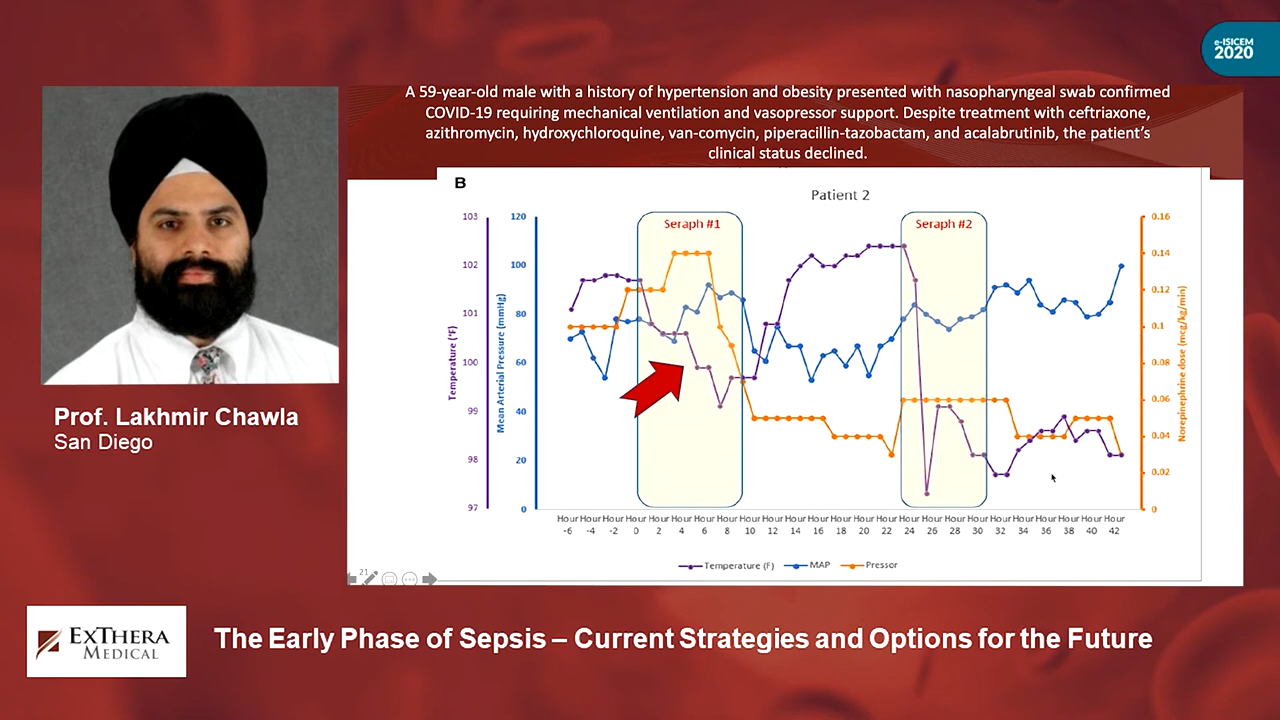 e-ISICEM
2020
A 59-year-old male with a history of hypertension and obesity presented with nasopharyngeal swab confirmed
COVID-19 requiring mechanical ventilation and vasopressor support. Despite treatment with ceftriaxone,
azithromycin, hydroxychloroquine, van-comycin, piperacillin-tazobactam, and acalabrutinib, the patient's
clinical status declined.
B
Patient 2
Seraph #1
Seraph #2
Temperature (°F)
103
102
101
100
99
98
97
Mean Arterial Pressure (mmHg)
120
100
80
60
40
20
0
0.16
0.14
0.12
0.1
0.08
0.06
0.04
0.02
0
Norepinephrine dose (mcg/kg/min)
Hour Hour Hour Hour Hour Hour Hour Hour Hour Hour Hour Hour Hour Hour Hour Hour Hour Hour Hour Hour Hour Hour Hour Hour Hour
-6 -4 -2 0 2 4 6 8 10 12 14 16 18 20 22 24 26 28 30 32 34 36 38 40 42
Temperature (F) MAP Pressor
21
Prof. Lakhmir Chawla
San Diego
EXTHERA
MEDICAL
The Early Phase of Sepsis – Current Strategies and Options for the Future